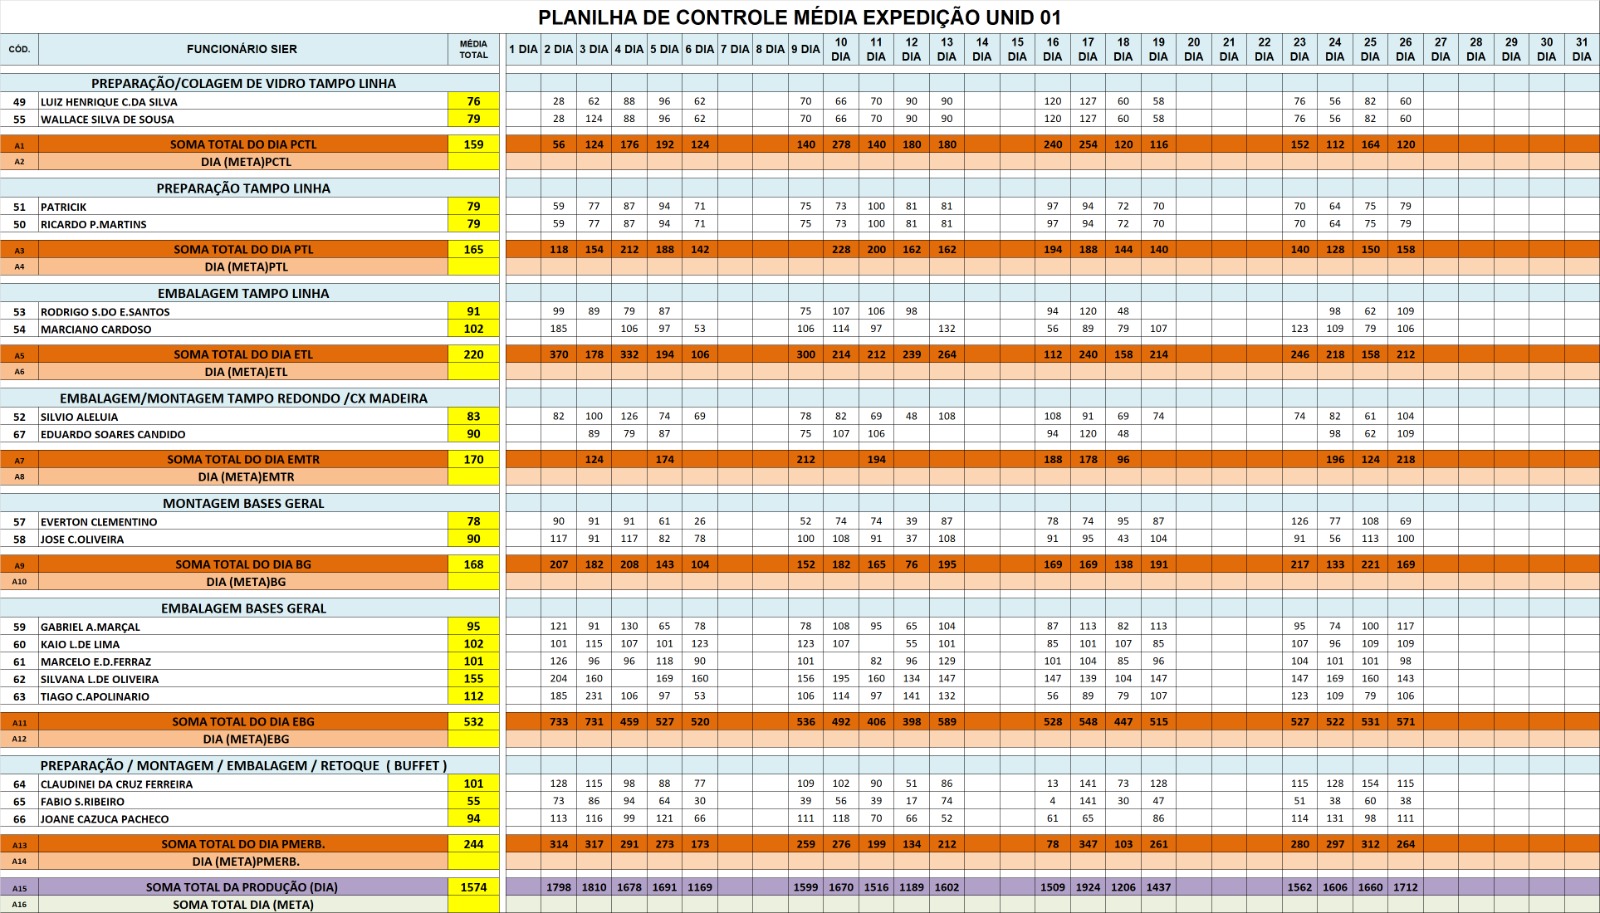 PLANILHA DE CONTROLE MÉDIA EXPEDIÇÃO UNID 01
CÓD. FUNCIONÁRIO SIER MÉDIA TOTAL 1 DIA 2 DIA 3 DIA 4 DIA 5 DIA 6 DIA 7 DIA 8 DIA 9 DIA 10 DIA 11 DIA 12 DIA 13 DIA 14 DIA 15 DIA 16 DIA 17 DIA 18 DIA 19 DIA 20 DIA 21 DIA 22 DIA 23 DIA 24 DIA 25 DIA 26 DIA 27 DIA 28 DIA 29 DIA 30 DIA 31 DIA
PREPARAÇÃO/COLAGEM DE VIDRO TAMPO LINHA
49 LUIZ HENRIQUE C.DA SILVA 76 28 62 88 96 62 70 66 70 90 90 120 127 60 58 76 56 82 60
55 WALLACE SILVA DE SOUSA 79 28 124 88 96 62 70 66 70 90 90 120 127 60 58 76 56 82 60
A1 SOMA TOTAL DO DIA PCTL 159 56 124 176 192 124 140 278 140 180 180 240 254 120 116 152 112 164 120
A2 DIA (META)PCTL
PREPARAÇÃO TAMPO LINHA
51 PATRICIK 79 59 77 87 94 71 75 73 100 81 81 97 94 72 70 70 64 75 79
50 RICARDO P.MARTINS 79 59 77 87 94 71 75 73 100 81 81 97 94 72 70 70 64 75 79
A3 SOMA TOTAL DO DIA PTL 165 118 154 212 188 142 228 200 162 162 194 188 144 140 140 128 150 158
A4 DIA (META)PTL
EMBALAGEM TAMPO LINHA
53 RODRIGO S.DO E.SANTOS 91 99 89 79 87 75 107 106 98 94 120 48 98 62 109
54 MARCIANO CARDOSO 102 185 106 97 53 106 114 97 132 56 89 79 107 123 109 79 106
A5 SOMA TOTAL DO DIA ETL 220 370 178 332 194 106 300 214 212 239 264 112 240 158 214 246 218 158 212
A6 DIA (META)ETL
EMBALAGEM/MONTAGEM TAMPO REDONDO /CX MADEIRA
52 SILVIO ALELUIA 83 82 100 126 74 69 78 82 69 48 108 108 91 69 74 74 82 61 104
67 EDUARDO SOARES CANDIDO 90 89 79 87 75 107 106 94 120 48 98 62 109
A7 SOMA TOTAL DO DIA EMTR 170 124 174 212 194 188 178 96 196 124 218
A8 DIA (META)EMTR
MONTAGEM BASES GERAL
57 EVERTON CLEMENTINO 78 90 91 91 61 26 52 74 74 39 87 78 74 95 87 126 77 108 69
58 JOSE C.OLIVEIRA 90 117 91 117 82 78 100 108 91 37 108 91 95 43 104 91 56 113 100
A9 SOMA TOTAL DO DIA BG 168 207 182 208 143 104 152 182 165 76 195 169 169 138 191 217 133 221 169
A10 DIA (META)BG
EMBALAGEM BASES GERAL
59 GABRIEL A.MARÇAL 95 121 91 130 65 78 78 108 95 65 104 87 113 82 113 95 74 100 117
60 KAIO L.DE LIMA 102 101 115 107 101 123 123 107 55 101 85 101 107 85 107 96 109 109
61 MARCELO E.D.FERRAZ 101 126 96 96 118 90 101 82 96 129 101 104 85 96 104 101 101 98
62 SILVANA L.DE OLIVEIRA 155 204 160 169 160 156 195 160 134 147 147 139 104 147 147 169 160 143
63 TIAGO C.APOLINARIO 112 185 231 106 97 53 106 114 97 141 132 56 89 79 107 123 109 79 106
A11 SOMA TOTAL DO DIA EBG 532 733 731 459 527 520 536 492 406 398 589 528 548 447 515 527 522 531 571
A12 DIA (META)EBG
PREPARAÇÃO / MONTAGEM / EMBALAGEM / RETOQUE ( BUFFET )
64 CLAUDINEI DA CRUZ FERREIRA 101 128 115 98 88 77 109 102 90 51 86 13 141 73 128 115 128 154 115
65 FABIO S.RIBEIRO 55 73 86 94 64 30 39 56 39 17 74 4 141 30 47 51 38 60 38
66 JOANE CAZUCA PACHECO 94 113 116 99 121 66 111 118 70 66 52 61 65 86 114 131 98 111
A13 SOMA TOTAL DO DIA PMERB. 244 314 317 291 273 173 259 276 199 134 212 78 347 103 261 280 297 312 264
A14 DIA (META)PMERB.
A15 SOMA TOTAL DA PRODUÇÃO (DIA) 1574 1798 1810 1678 1691 1169 1599 1670 1516 1189 1602 1509 1924 1206 1437 1562 1606 1660 1712
A16 SOMA TOTAL DIA (META)